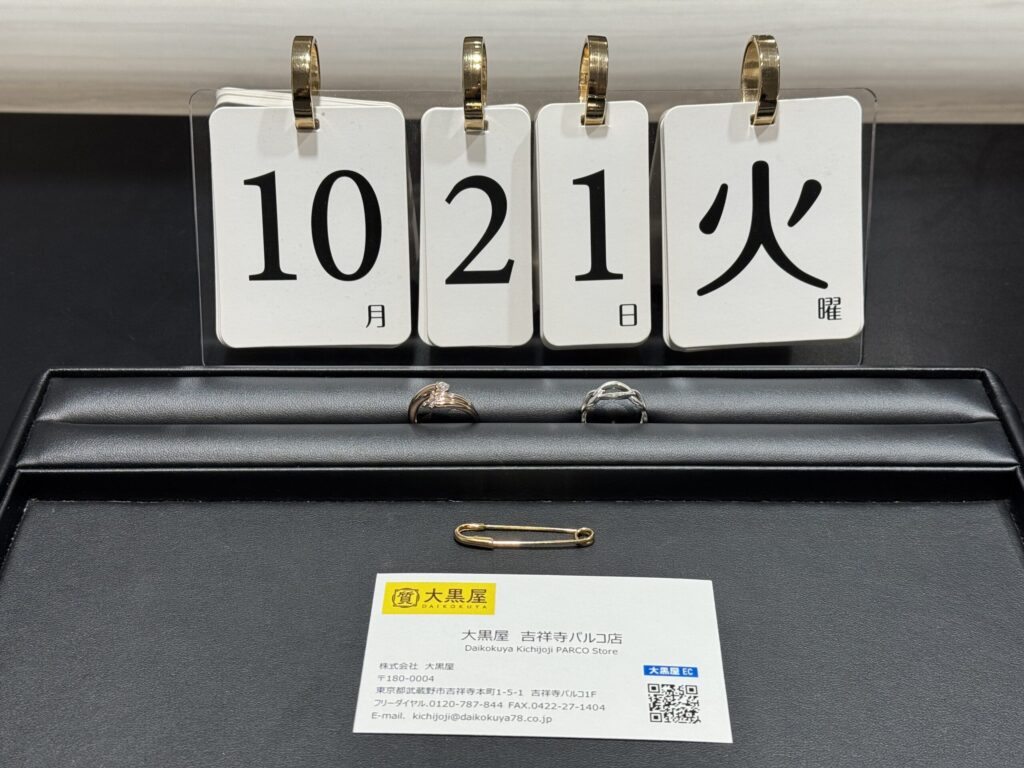 10月
21日
火曜
質 大黒屋
DAIKOKUYA
大黒屋 吉祥寺パルコ店
Daikokuya Kichijoji PARCO Store
株式会社 大黒屋
〒180-0004
東京都武蔵野市吉祥寺本町1-5-1 吉祥寺パルコ1F
フリーダイヤル.0120-787-844 FAX.0422-27-1404
E-mail. kichijoji@daikokuya78.co.jp
大黒屋 EC